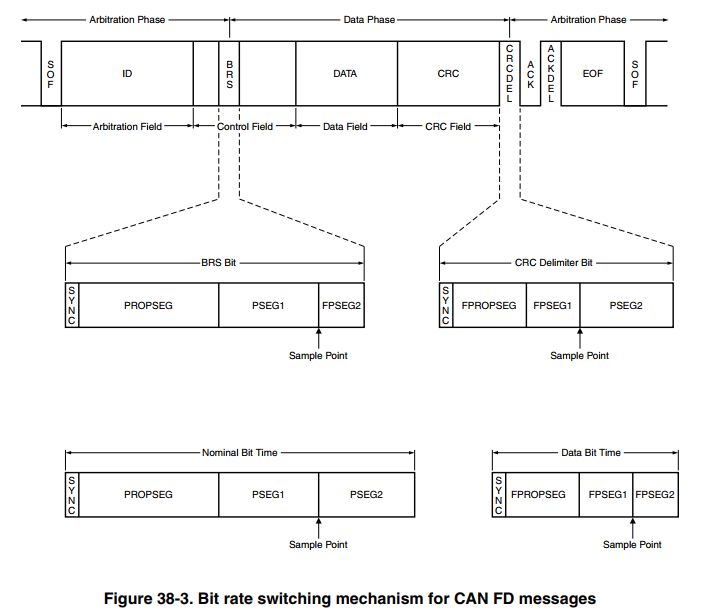 Arbitration Phase Data Phase Arbitration Phase
SOF ID BRS DATA CRC CRCDEL ACK ACKDEL EOF SOF
Arbitration Field Control Field Data Field CRC Field
BRS Bit CRC Delimiter Bit
SYNC PROPSEG PSEG1 FPSEG2 SYNC FPROPSEG FPSEG1 PSEG2
Sample Point Sample Point
Nominal Bit Time Data Bit Time
SYNC PROPSEG PSEG1 PSEG2 SYNC FPROPSEG FPSEG1 FPSEG2
Sample Point Sample Point
Figure 38-3. Bit rate switching mechanism for CAN FD messages